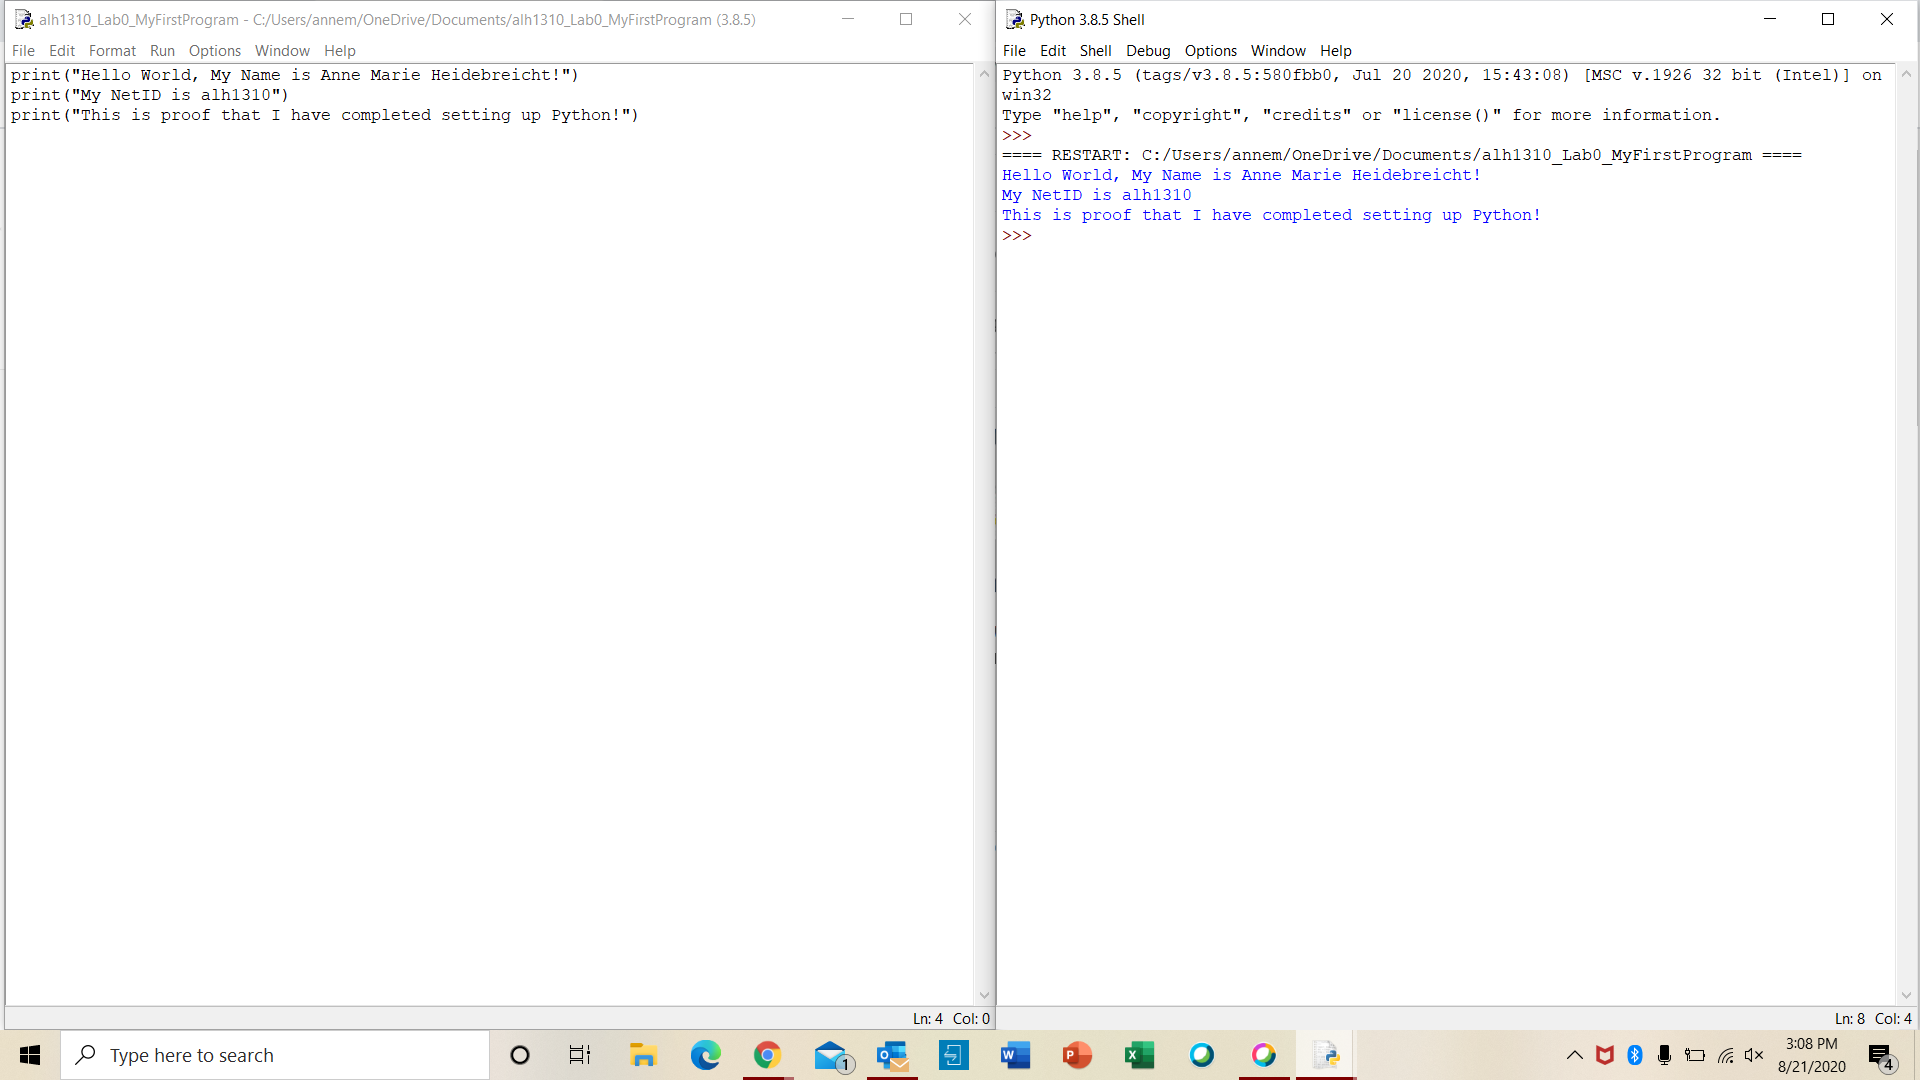 alh1310_Lab0_MyFirstProgram - C:/Users/annem/OneDrive/Documents/alh1310_Lab0_MyFirstProgram (3.8.5)
File Edit Format Run Options Window Help
print("Hello World, My Name is Anne Marie Heidebreicht!")
print("My NetID is alh1310")
print("This is proof that I have completed setting up Python!")
Ln: 4 Col: 0
Python 3.8.5 Shell
File Edit Shell Debug Options Window Help
Python 3.8.5 (tags/v3.8.5:580fbb0, Jul 20 2020, 15:43:08) [MSC v.1926 32 bit (Intel)] on
win32
Type "help", "copyright", "credits" or "license()" for more information.
>>>
==== RESTART: C:/Users/annem/OneDrive/Documents/alh1310_Lab0_MyFirstProgram ====
Hello World, My Name is Anne Marie Heidebreicht!
My NetID is alh1310
This is proof that I have completed setting up Python!
>>>
Ln: 8 Col: 4
Type here to search
1
W
P
X
3:08 PM
8/21/2020
4